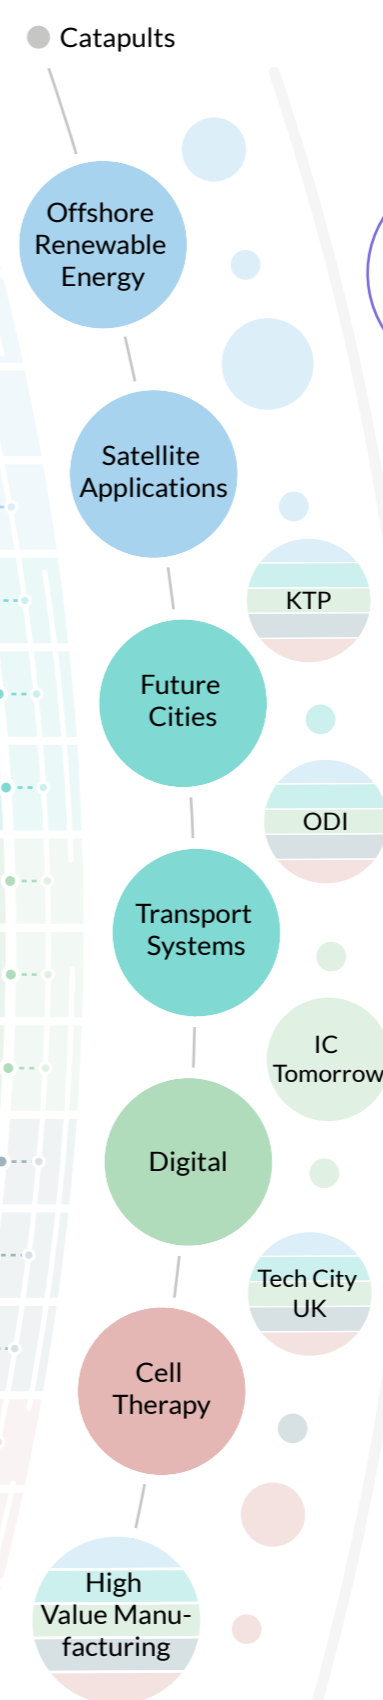 Catapults
Offshore
Renewable
Energy
Satellite
Applications
KTP
Future
Cities
ODI
Transport
Systems
IC
Tomorrow
Digital
Tech City
UK
Cell
Therapy
High
Value Manu-
facturing